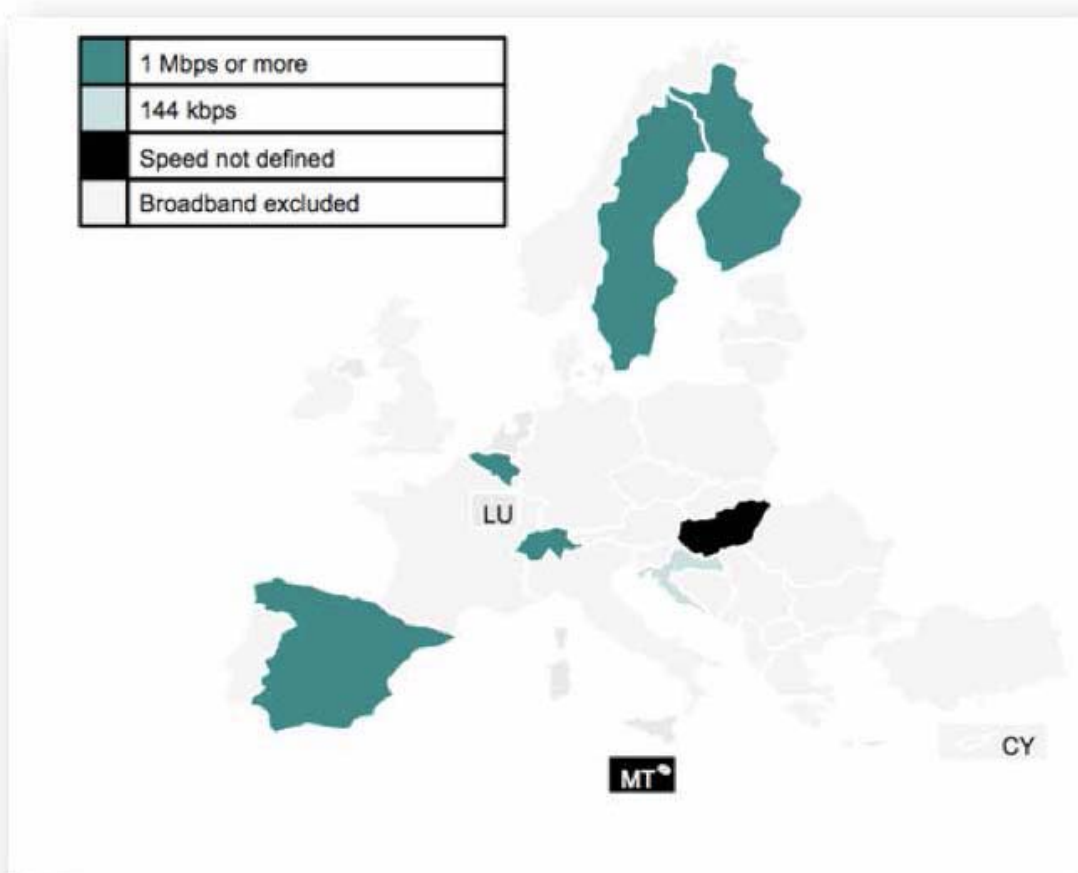 1 Mbps or more
144 kbps
Speed not defined
Broadband excluded
LU
CY
MT